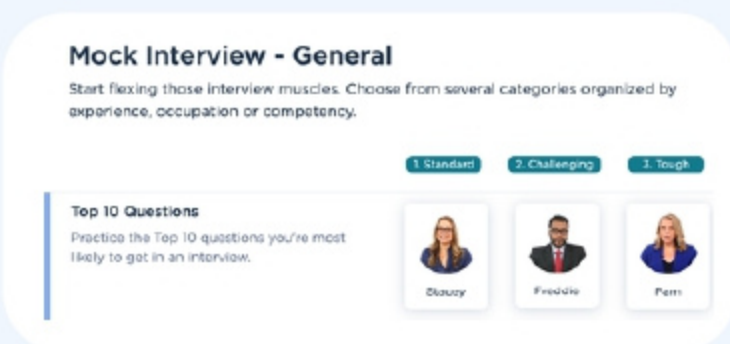 Mock Interview - General
Start flexing those interview muscles. Choose from several categories organized by
experience, occupation or competency.
1. Standard
2. Challenging
3. Tough
Top 10 Questions
Practice the Top 10 questions you're most
likely to get in an interview.
Freddie